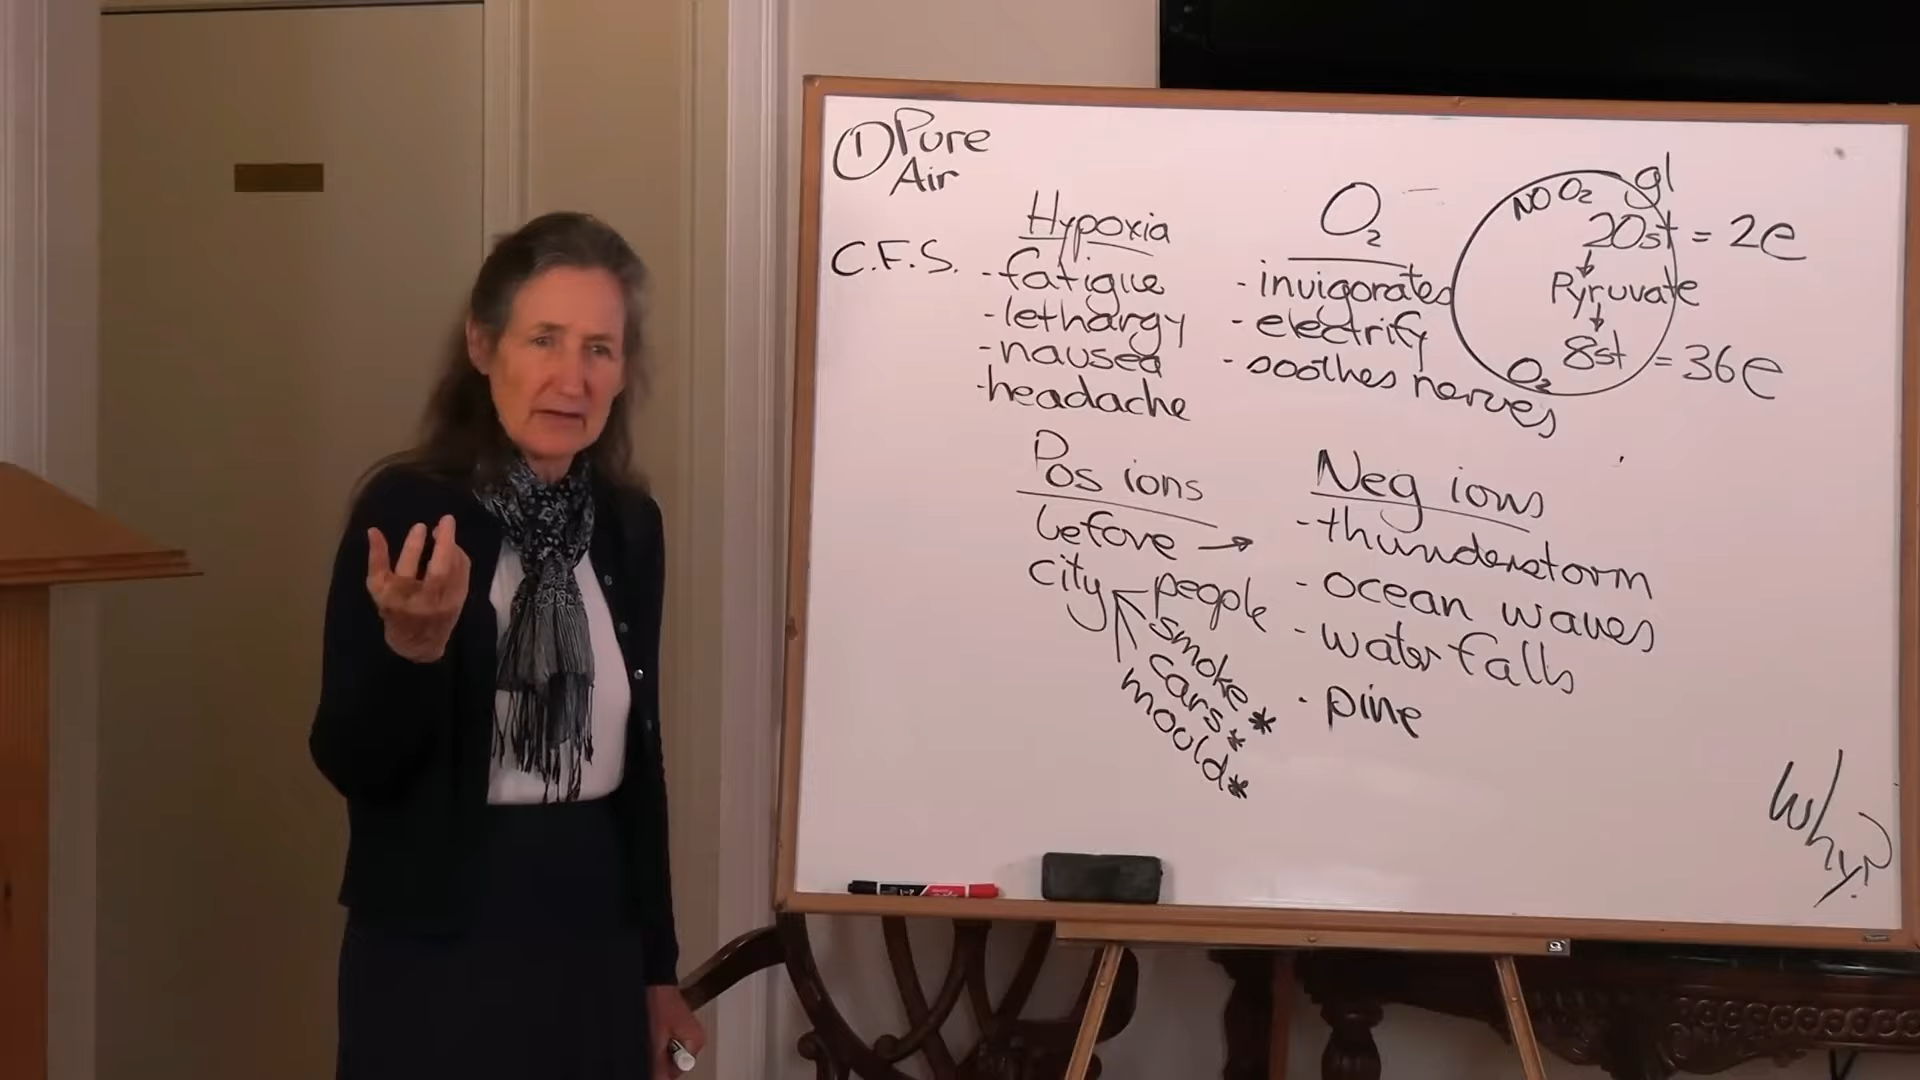 ① Pure
Air
Hypoxia
C.F.S. - fatigue
- lethargy
- nausea
- headache
O₂
- invigorates
- electrify
- soothes nerves
gl
NO O₂
20st = 2e
Pyruvate
8st = 36e
O₂
Pos ions
before →
city
people
smoke
cars *
mould *
Neg ions
- thunderstorm
- ocean waves
- water falls
- pine
Why?